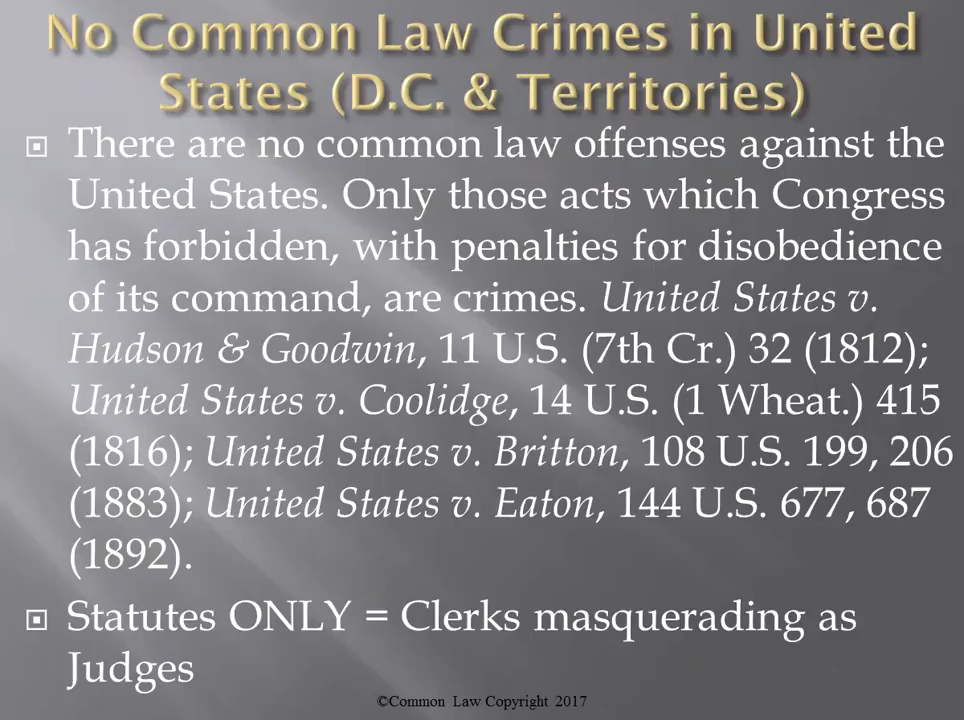 No Common Law Crimes in United
States (D.C. & Territories)
There are no common law offenses against the
United States. Only those acts which Congress
has forbidden, with penalties for disobedience
of its command, are crimes. United States v.
Hudson & Goodwin, 11 U.S. (7th Cr.) 32 (1812);
United States v. Coolidge, 14 U.S. (1 Wheat.) 415
(1816); United States v. Britton, 108 U.S. 199, 206
(1883); United States v. Eaton, 144 U.S. 677, 687
(1892).
Statutes ONLY = Clerks masquerading as
Judges
©Common Law Copyright 2017